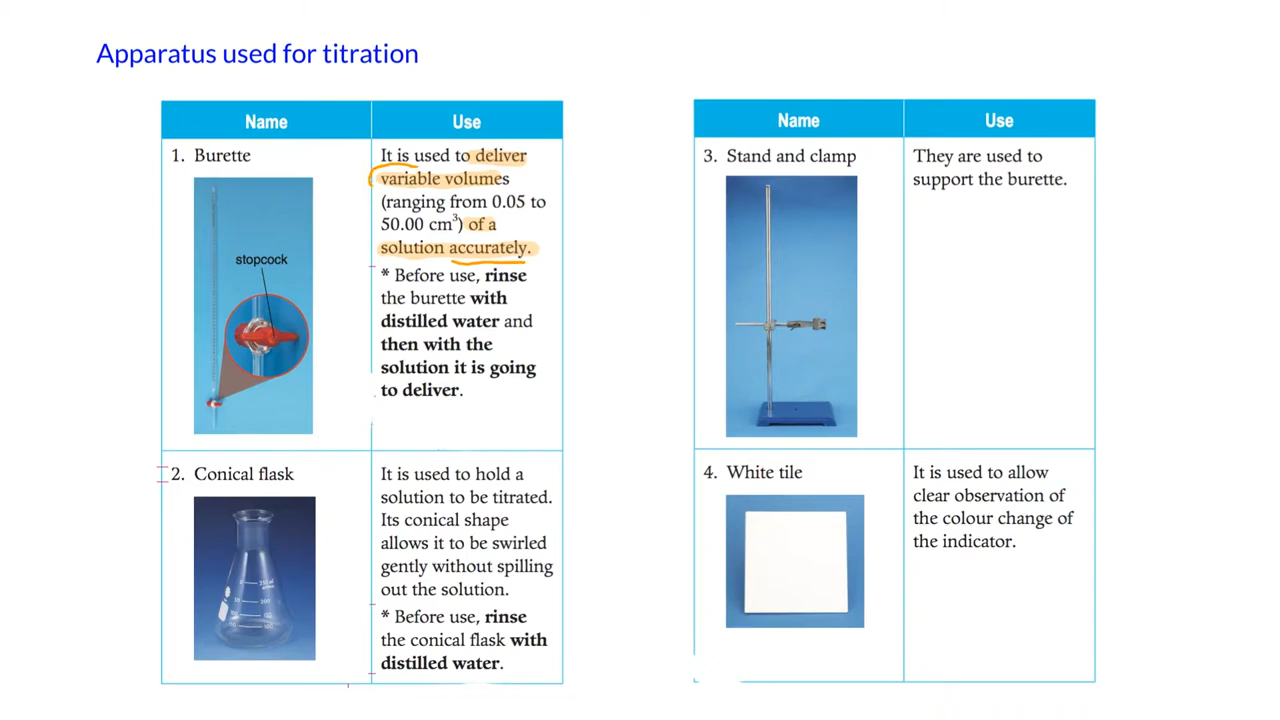 Apparatus used for titration
Name
Use
1. Burette
stopcock
It is used to deliver
variable volumes
(ranging from 0.05 to
50.00 cm³) of a
solution accurately.
* Before use, rinse
the burette with
distilled water and
then with the
solution it is going
to deliver.
2. Conical flask
It is used to hold a
solution to be titrated.
Its conical shape
allows it to be swirled
gently without spilling
out the solution.
* Before use, rinse
the conical flask with
distilled water.
Name
Use
3. Stand and clamp
They are used to
support the burette.
4. White tile
It is used to allow
clear observation of
the colour change of
the indicator.